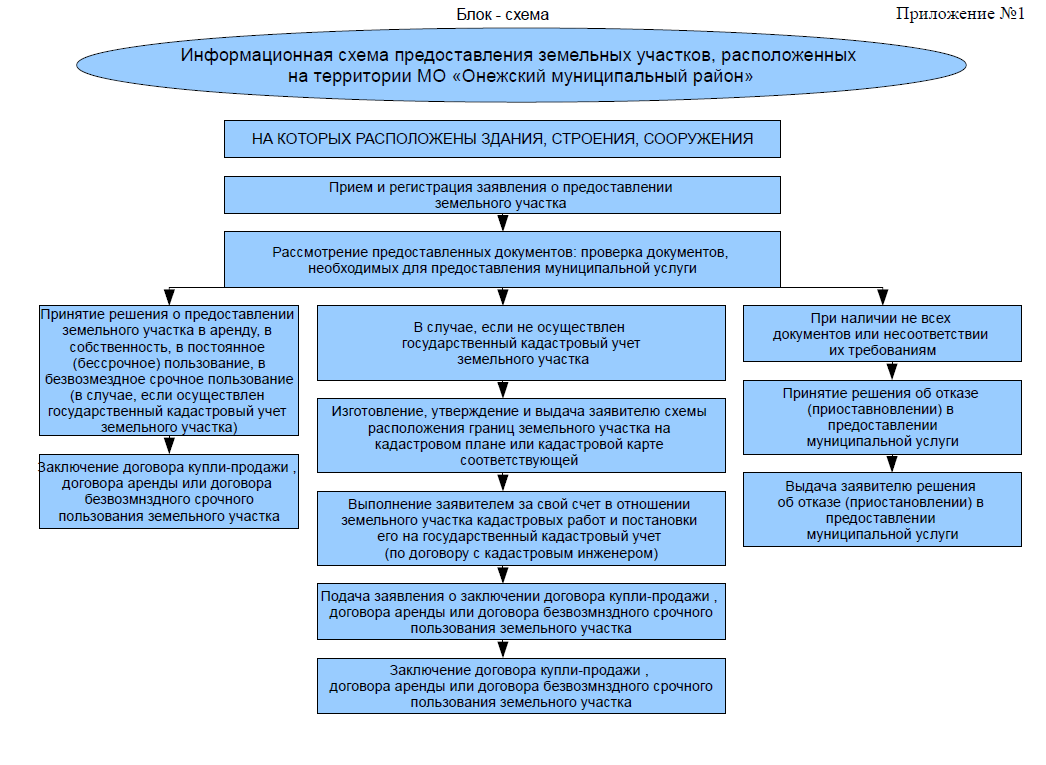 Блок - схема
Приложение №1
Информационная схема предоставления земельных участков, расположенных
на территории МО «Онежский муниципальный район»
НА КОТОРЫХ РАСПОЛОЖЕНЫ ЗДАНИЯ, СТРОЕНИЯ, СООРУЖЕНИЯ
Прием и регистрация заявления о предоставлении
земельного участка
Рассмотрение предоставленных документов: проверка документов,
необходимых для предоставления муниципальной услуги
Принятие решения о предоставлении
земельного участка в аренду, в
собственность, в постоянное
(бессрочное) пользование, в
безвозмездное срочное пользование
(в случае, если осуществлен
государственный кадастровый учет
земельного участка)
Заключение договора купли-продажи ,
договора аренды или договора
безвозмнздного срочного
пользования земельного участка
В случае, если не осуществлен
государственный кадастровый учет
земельного участка
Изготовление, утверждение и выдача заявителю схемы
расположения границ земельного участка на
кадастровом плане или кадастровой карте
соответствующей
Выполнение заявителем за свой счет в отношении
земельного участка кадастровых работ и постановки
его на государственный кадастровый учет
(по договору с кадастровым инженером)
Подача заявления о заключении договора купли-продажи ,
договора аренды или договора безвозмнздного срочного
пользования земельного участка
Заключение договора купли-продажи ,
договора аренды или договора безвозмнздного срочного
пользования земельного участка
При наличии не всех
документов или несоответствии
их требованиям
Принятие решения об отказе
(приоставновлении) в
предоставлении
муниципальной услуги
Выдача заявителю решения
об отказе (приостановлении) в
предоставлении
муниципальной услуги